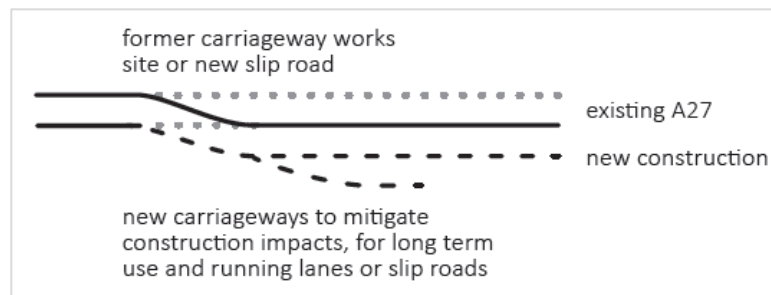 former carriageway works
site or new slip road
existing A27
new construction
new carriageways to mitigate
construction impacts, for long term
use and running lanes or slip roads